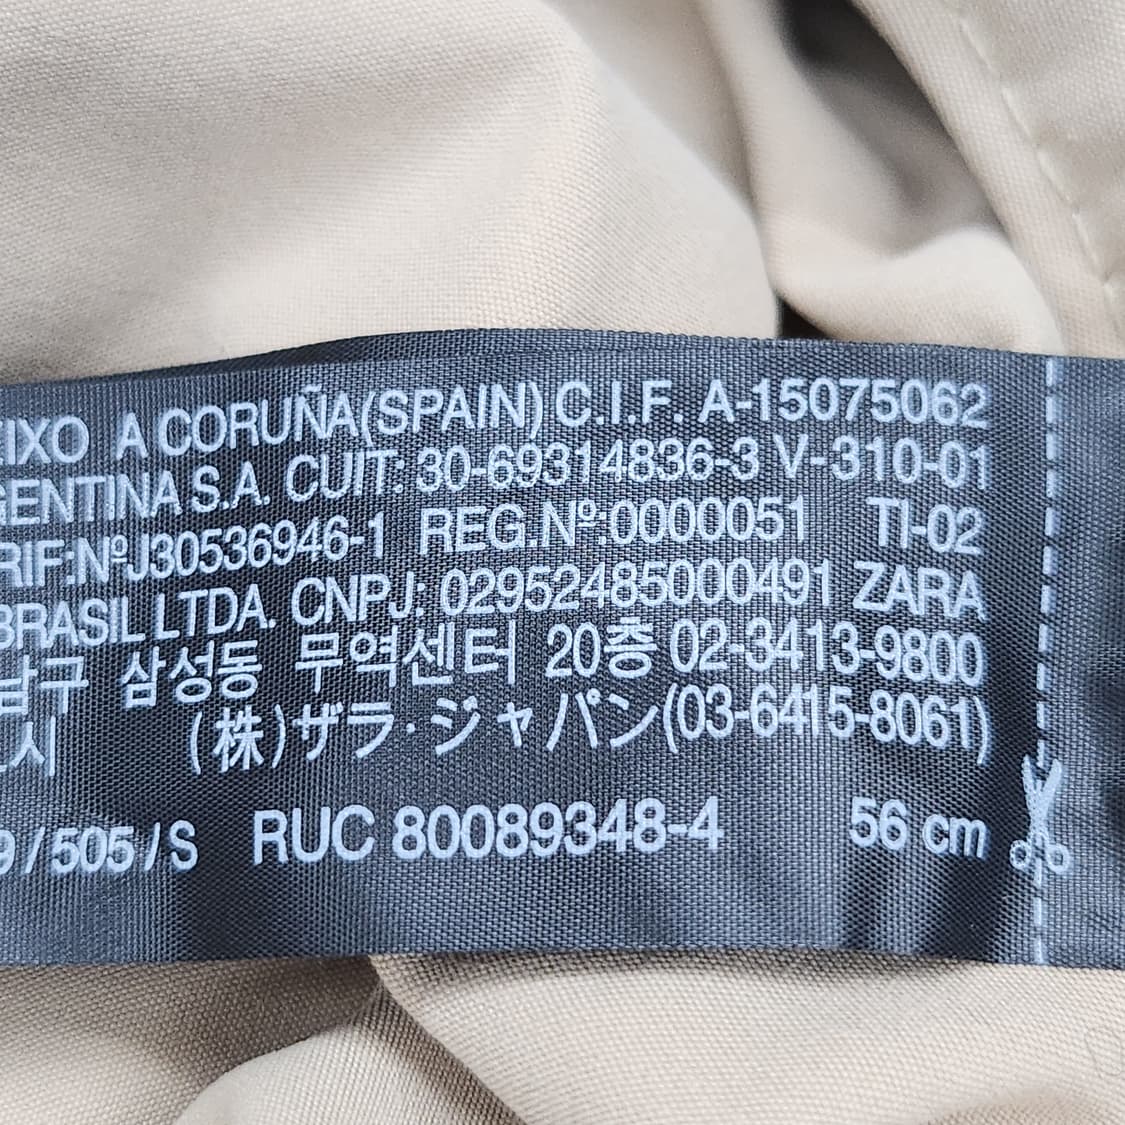 EIXO A CORUÑA(SPAIN) C.I.F. A-15075062
GENTINA S.A. CUIT: 30-69314836-3 V-310-01
RIF:NºJ30536946-1 REG.Nº:0000051 TI-02
BRASIL LTDA. CNPJ: 02952485000491 ZARA
남구 삼성동 무역센터 20층 02-3413-9800
시 (株)ザラ・ジャパン(03-6415-8061)
9/505/S RUC 80089348-4 56 cm